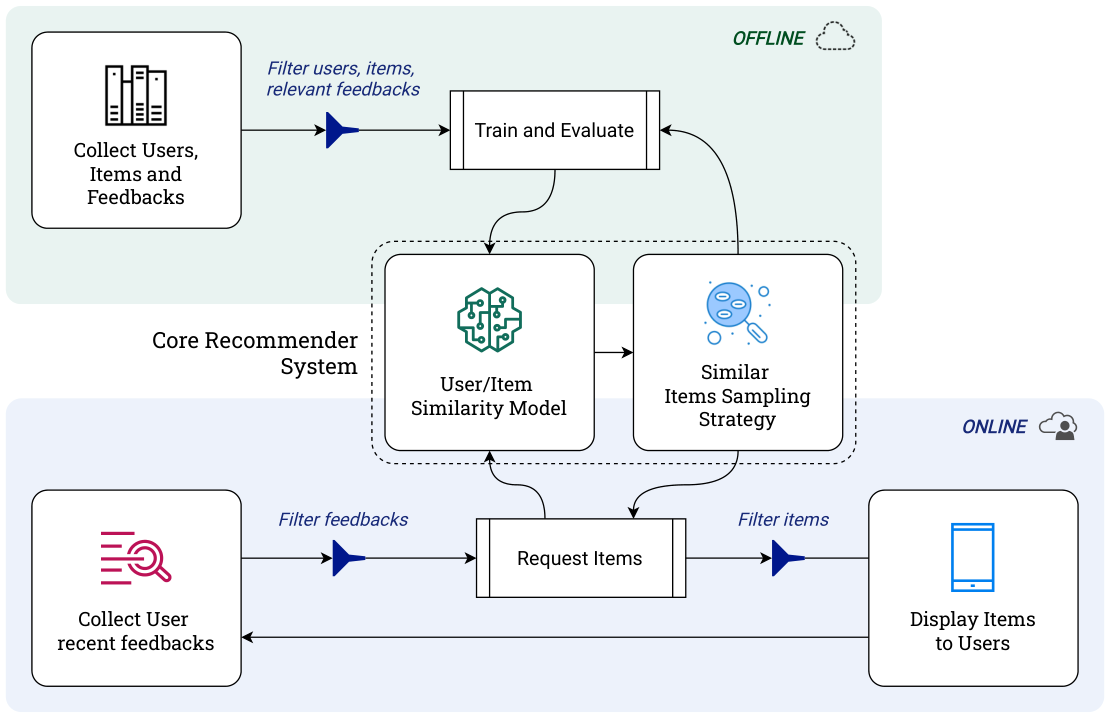 OFFLINE
Filter users, items,
relevant feedbacks
Collect Users,
Items and
Feedbacks
Train and Evaluate
Core Recommender
System
User/Item
Similarity Model
Similar
Items Sampling
Strategy
ONLINE
Filter feedbacks
Filter items
Collect User
recent feedbacks
Request Items
Display Items
to Users